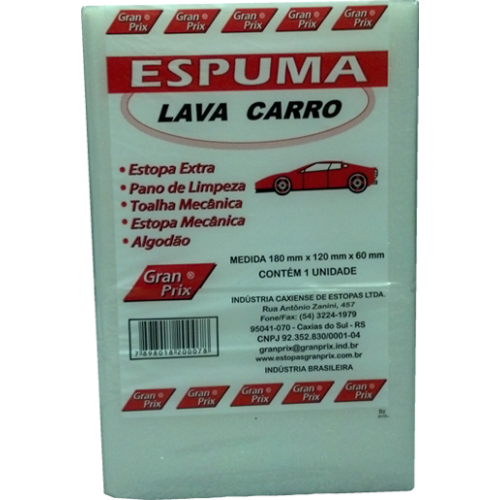 Gran Prix Gran Prix Gran Prix Gran Prix Gran Prix
ESPUMA
LAVA CARRO
• Estopa Extra
• Pano de Limpeza
• Toalha Mecânica
• Estopa Mecânica
• Algodão
MEDIDA 180 mm x 120 mm x 60 mm
CONTÊM 1 UNIDADE
Gran ®
Prix
INDÚSTRIA CAXIENSE DE ESTOPAS LTDA.
Rua Antônio Zanini, 457
Fone/Fax: (54) 3224-1979
95041-070 - Caxias do Sul - RS
CNPJ 92.352.830/0001-04
granprix@granprix.ind.br
www.estopasgranprix.com.br
INDÚSTRIA BRASILEIRA
7898018200078
Gran Prix Gran Prix Gran Prix Gran Prix Gran Prix